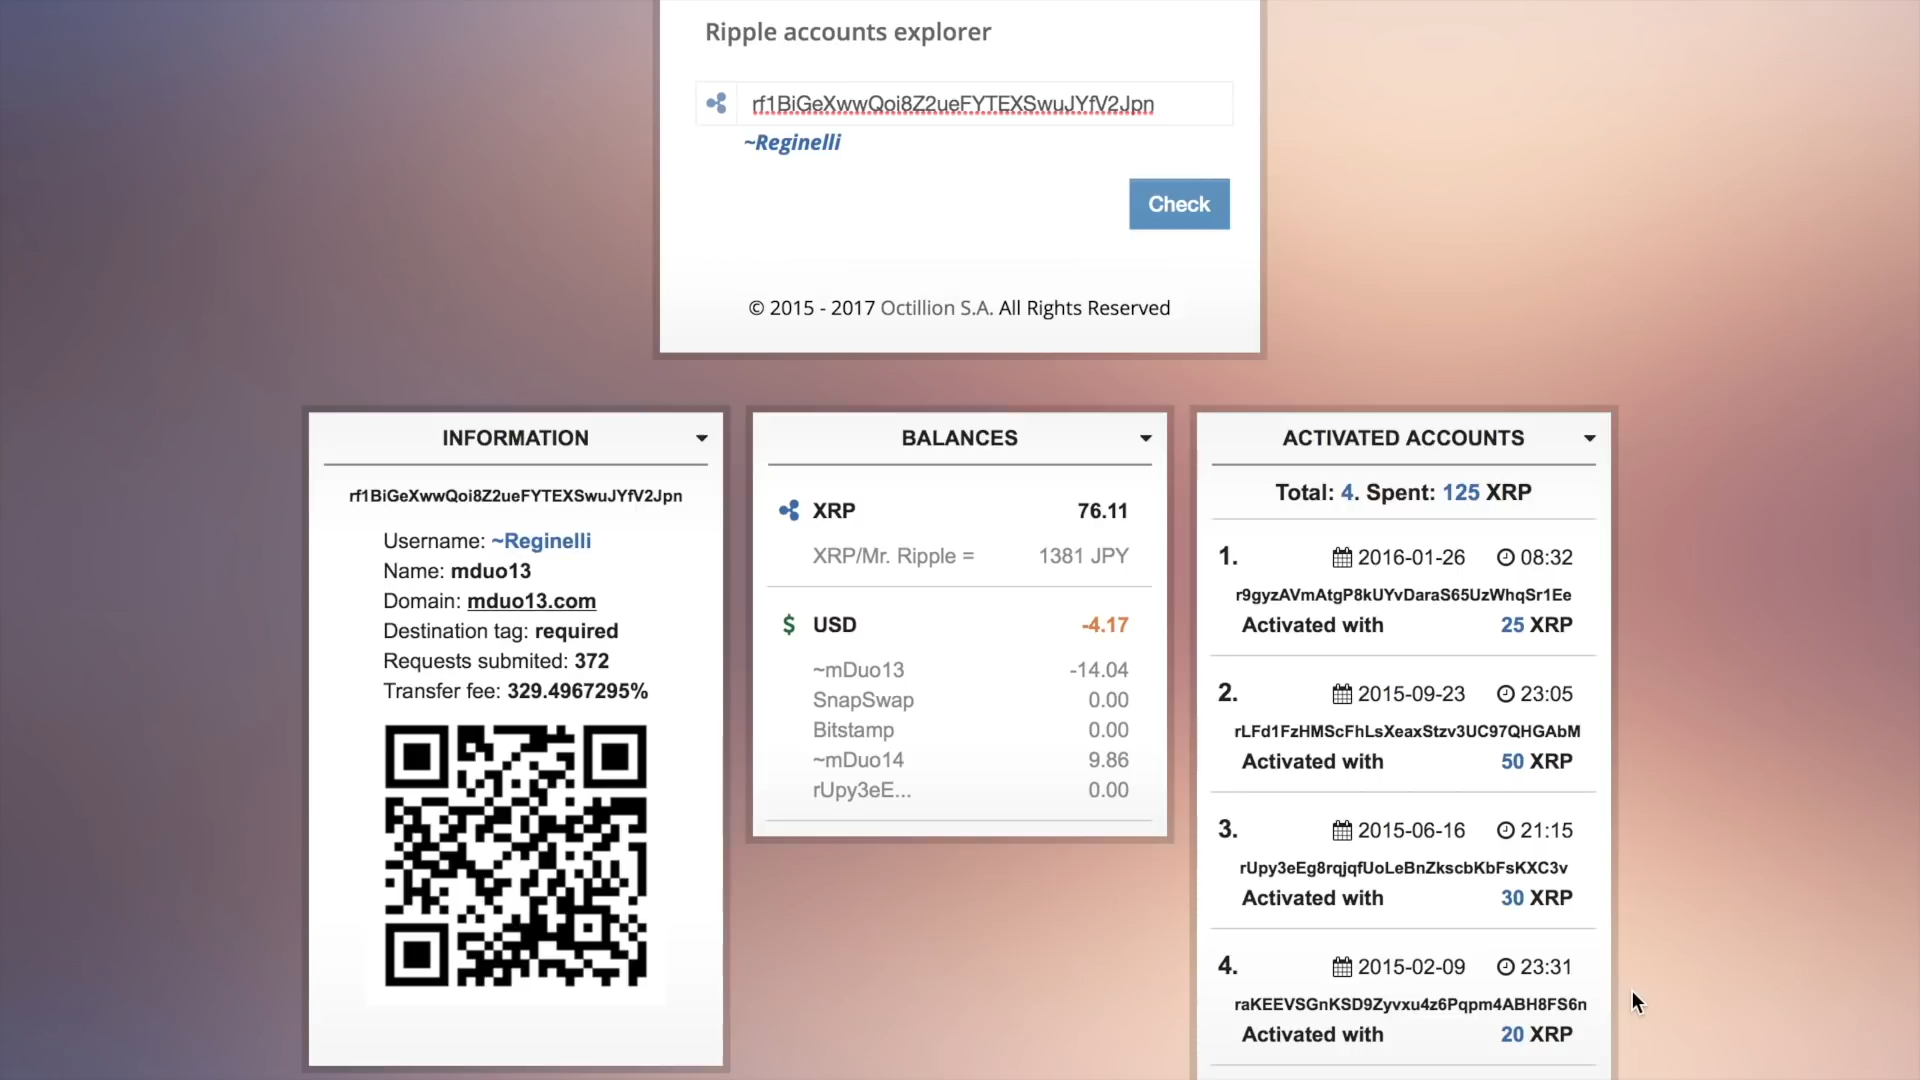 Ripple accounts explorer
rf1BiGeXwwQoi8Z2ueFYTEXSwuJYfV2Jpn
~Reginelli
Check
© 2015 - 2017 Octillion S.A. All Rights Reserved
INFORMATION
rf1BiGeXwwQoi8Z2ueFYTEXSwuJYfV2Jpn
Username: ~Reginelli
Name: mduo13
Domain: mduo13.com
Destination tag: required
Requests submited: 372
Transfer fee: 329.4967295%
BALANCES
XRP 76.11
XRP/Mr. Ripple = 1381 JPY
$ USD -4.17
~mDuo13 -14.04
SnapSwap 0.00
Bitstamp 0.00
~mDuo14 9.86
rUpy3eE... 0.00
ACTIVATED ACCOUNTS
Total: 4. Spent: 125 XRP
1. 2016-01-26 08:32
r9gyzAVmAtgP8kUYvDaraS65UzWhqSr1Ee
Activated with 25 XRP
2. 2015-09-23 23:05
rLFd1FzHMScFhLsXeaxStzv3UC97QHGAbM
Activated with 50 XRP
3. 2015-06-16 21:15
rUpy3eEg8rqjqfUoLeBnZkscbKbFsKXC3v
Activated with 30 XRP
4. 2015-02-09 23:31
raKEEVSGnKSD9Zyvxu4z6Pqpm4ABH8FS6n
Activated with 20 XRP